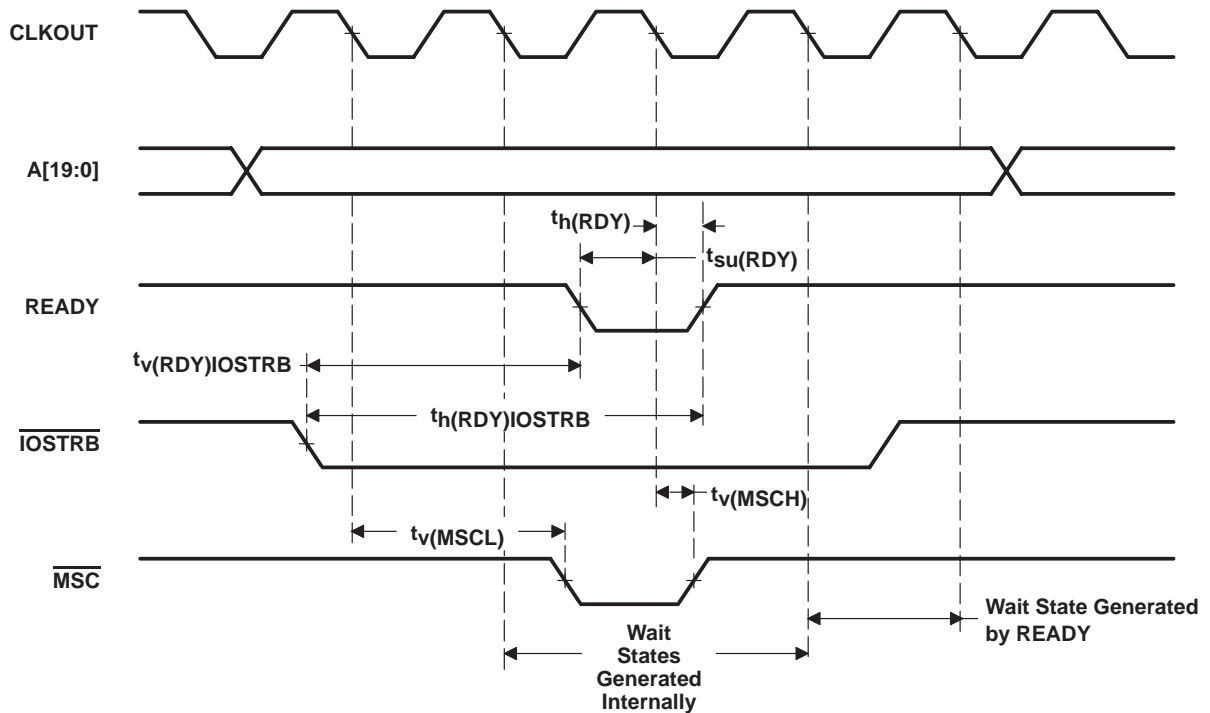 CLKOUT
A[19:0]
th(RDY)
tsu(RDY)
READY
tv(RDY)IOSTRB
th(RDY)IOSTRB
IOSTRB
tv(MSCH)
tv(MSCL)
MSC
Wait State Generated
by READY
Wait
States
Generated
Internally